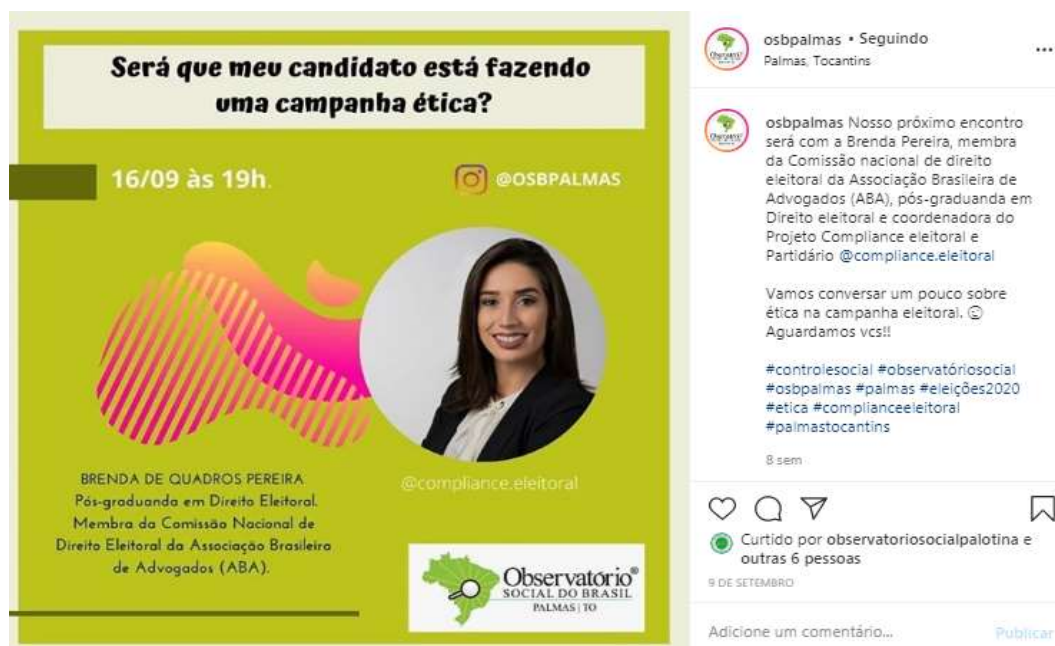 Será que meu candidato está fazendo
uma campanha ética?
16/09 às 19h.
@OSBPALMAS
BRENDA DE QUADROS PEREIRA
Pós-graduanda em Direito Eleitoral.
Membra da Comissão Nacional de
Direito Eleitoral da Associação Brasileira
de Advogados (ABA).
@compliance.eleitoral
Observatório®
SOCIAL DO BRASIL
PALMAS | TO
osbpalmas • Seguindo
Palmas, Tocantins
osbpalmas Nosso próximo encontro
será com a Brenda Pereira, membra
da Comissão nacional de direito
eleitoral da Associação Brasileira de
Advogados (ABA), pós-graduanda em
Direito eleitoral e coordenadora do
Projeto Compliance eleitoral e
Partidário @compliance.eleitoral
Vamos conversar um pouco sobre
ética na campanha eleitoral. 
Aguardamos vcs!!
#controlesocial #observatóriosocial
#osbpalmas #palmas #eleições2020
#etica #complianceeleitoral
#palmastocantins
8 sem
Curtido por observatoriosocialpalotina e
outras 6 pessoas
9 DE SETEMBRO
Adicione um comentário...
Publicar